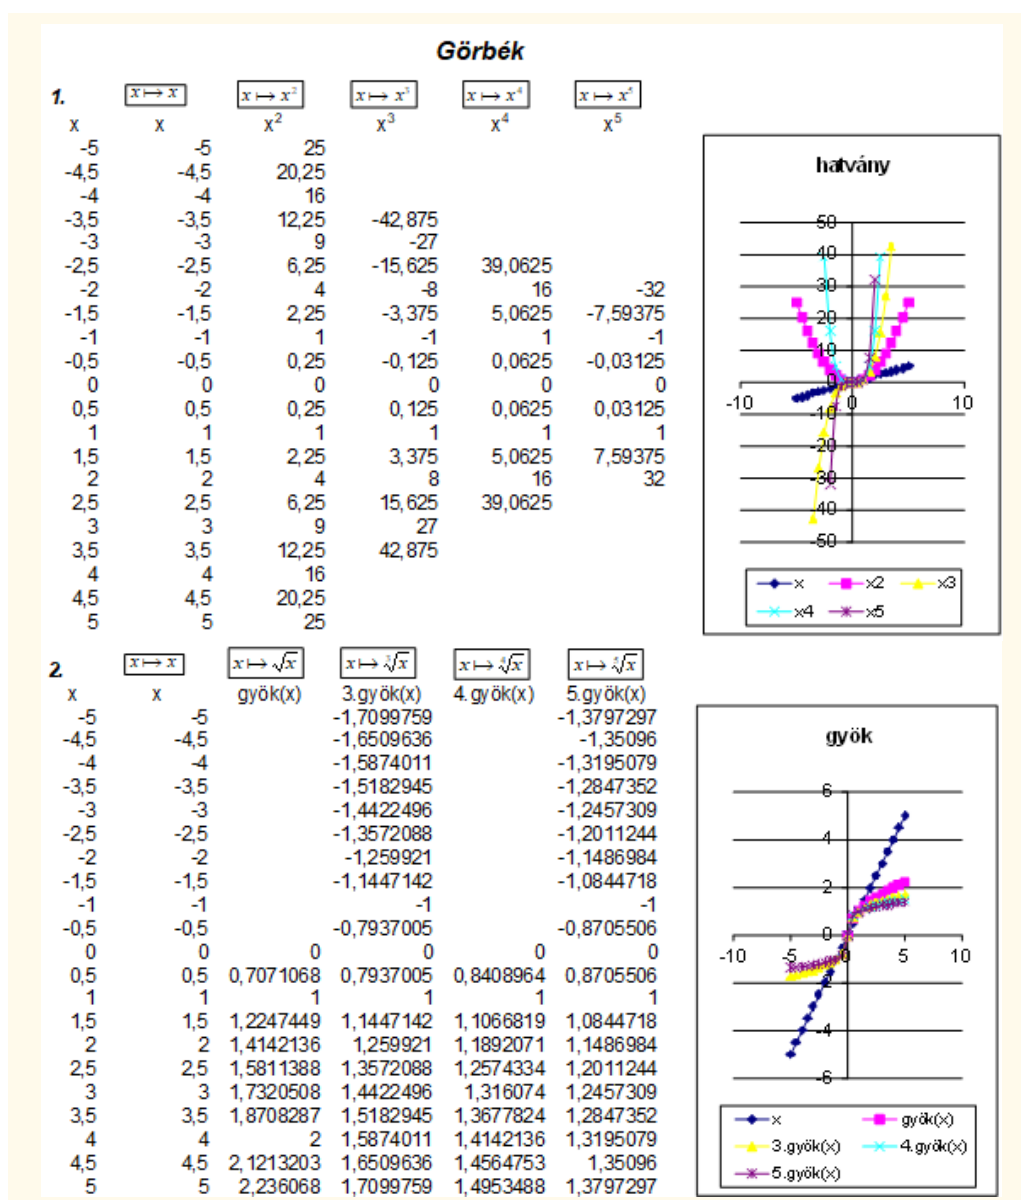 Görbék
1. x ↦ x x ↦ x² x ↦ x³ x ↦ x⁴ x ↦ x⁵
x x x² x³ x⁴ x⁵
-5 -5 25
-4,5 -4,5 20,25
-4 -4 16
-3,5 -3,5 12,25 -42,875
-3 -3 9 -27
-2,5 -2,5 6,25 -15,625 39,0625
-2 -2 4 -8 16 -32
-1,5 -1,5 2,25 -3,375 5,0625 -7,59375
-1 -1 1 -1 1 -1
-0,5 -0,5 0,25 -0,125 0,0625 -0,03125
0 0 0 0 0 0
0,5 0,5 0,25 0,125 0,0625 0,03125
1 1 1 1 1 1
1,5 1,5 2,25 3,375 5,0625 7,59375
2 2 4 8 16 32
2,5 2,5 6,25 15,625 39,0625
3 3 9 27
3,5 3,5 12,25 42,875
4 4 16
4,5 4,5 20,25
5 5 25
hatvány
50
40
30
20
10
0
-10 0 10
-10
-20
-30
-40
-50
x x2 x3
x4 x5
2. x ↦ x x ↦ √x x ↦ ³√x x ↦ ⁴√x x ↦ ⁵√x
x x gyök(x) 3.gyök(x) 4.gyök(x) 5.gyök(x)
-5 -5 -1,7099759 -1,3797297
-4,5 -4,5 -1,6509636 -1,35096
-4 -4 -1,5874011 -1,3195079
-3,5 -3,5 -1,5182945 -1,2847352
-3 -3 -1,4422496 -1,2457309
-2,5 -2,5 -1,3572088 -1,2011244
-2 -2 -1,259921 -1,1486984
-1,5 -1,5 -1,1447142 -1,0844718
-1 -1 -1 -1
-0,5 -0,5 -0,7937005 -0,8705506
0 0 0 0 0 0
0,5 0,5 0,7071068 0,7937005 0,8408964 0,8705506
1 1 1 1 1 1
1,5 1,5 1,2247449 1,1447142 1,1066819 1,0844718
2 2 1,4142136 1,259921 1,1892071 1,1486984
2,5 2,5 1,5811388 1,3572088 1,2574334 1,2011244
3 3 1,7320508 1,4422496 1,316074 1,2457309
3,5 3,5 1,8708287 1,5182945 1,3677824 1,2847352
4 4 2 1,5874011 1,4142136 1,3195079
4,5 4,5 2,1213203 1,6509636 1,4564753 1,35096
5 5 2,236068 1,7099759 1,4953488 1,3797297
gyök
6
4
2
0
-10 -5 0 5 10
-2
-4
-6
x gyök(x)
3.gyök(x) 4.gyök(x)
5.gyök(x)